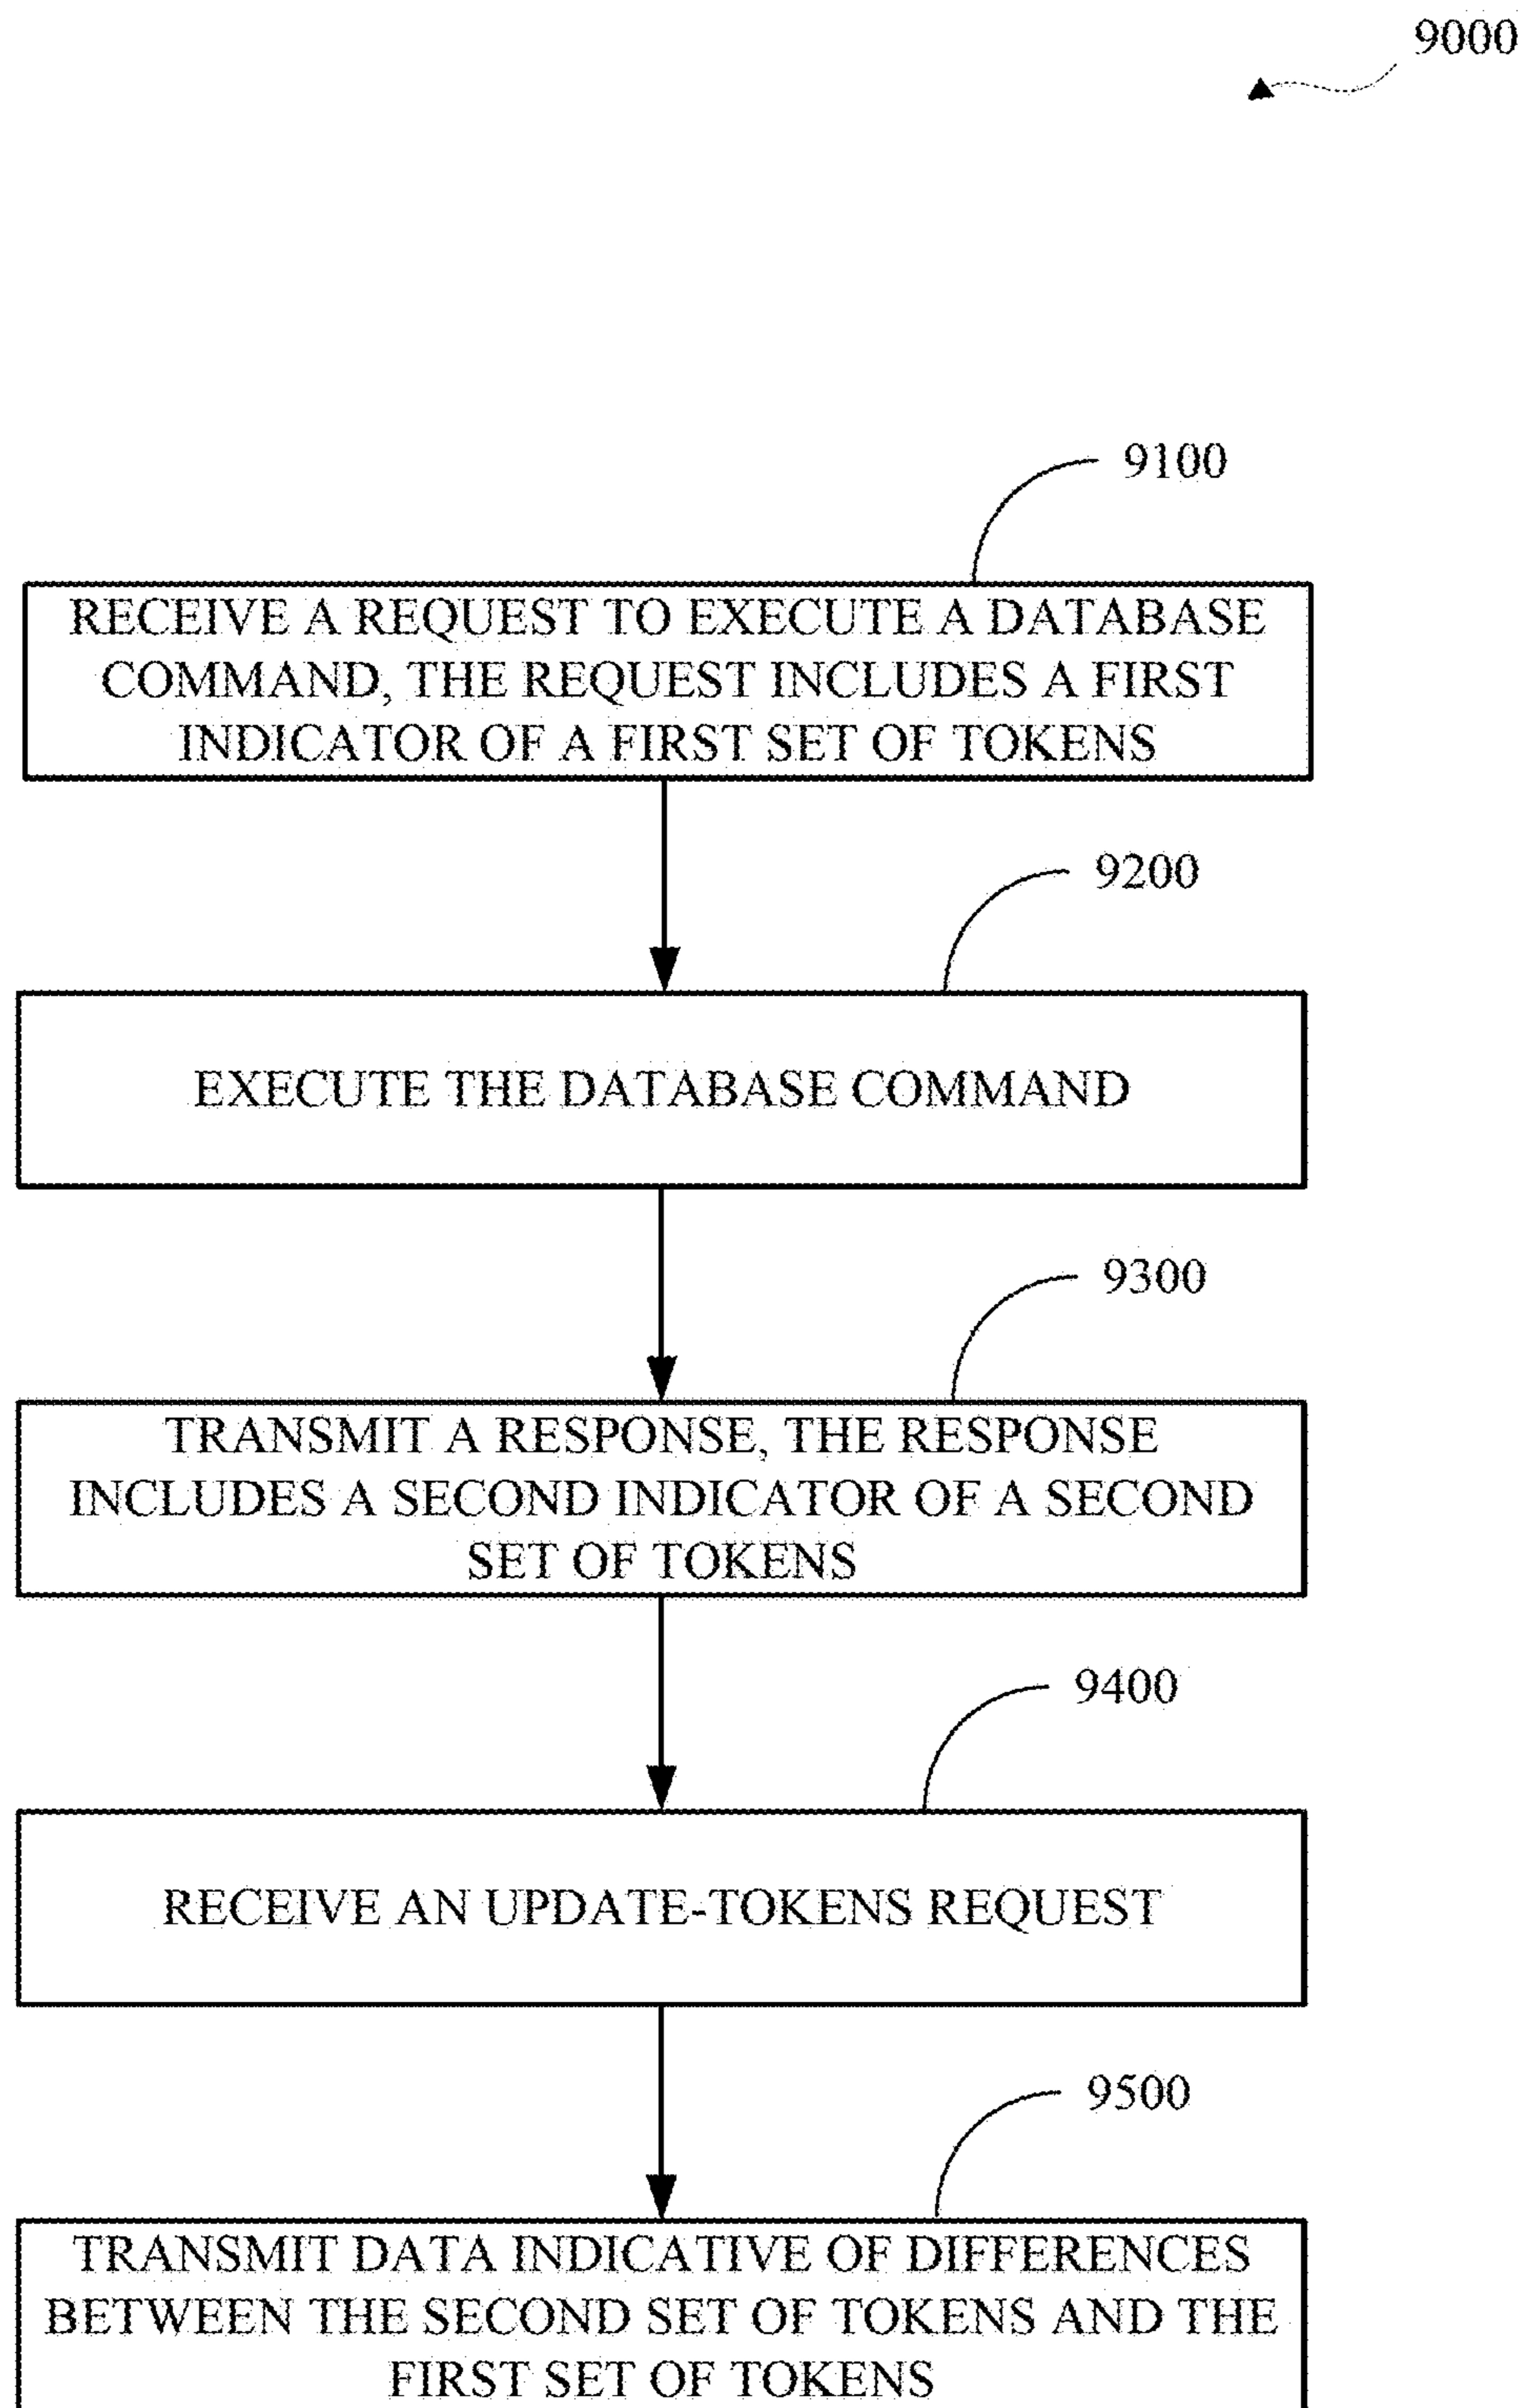 9000
9100
RECEIVE A REQUEST TO EXECUTE A DATABASE
COMMAND, THE REQUEST INCLUDES A FIRST
INDICATOR OF A FIRST SET OF TOKENS
9200
EXECUTE THE DATABASE COMMAND
9300
TRANSMIT A RESPONSE, THE RESPONSE
INCLUDES A SECOND INDICATOR OF A SECOND
SET OF TOKENS
9400
RECEIVE AN UPDATE-TOKENS REQUEST
9500
TRANSMIT DATA INDICATIVE OF DIFFERENCES
BETWEEN THE SECOND SET OF TOKENS AND THE
FIRST SET OF TOKENS